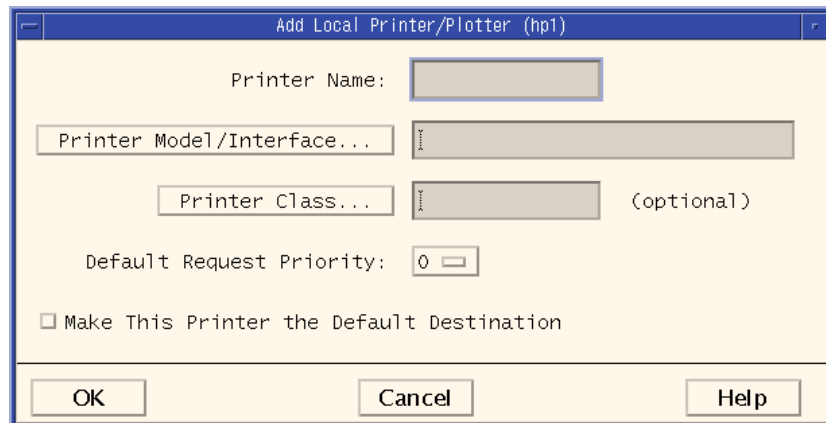 Add Local Printer/Plotter (hp1)
Printer Name:
Printer Model/Interface...
Printer Class... (optional)
Default Request Priority: 0
Make This Printer the Default Destination
OK Cancel Help